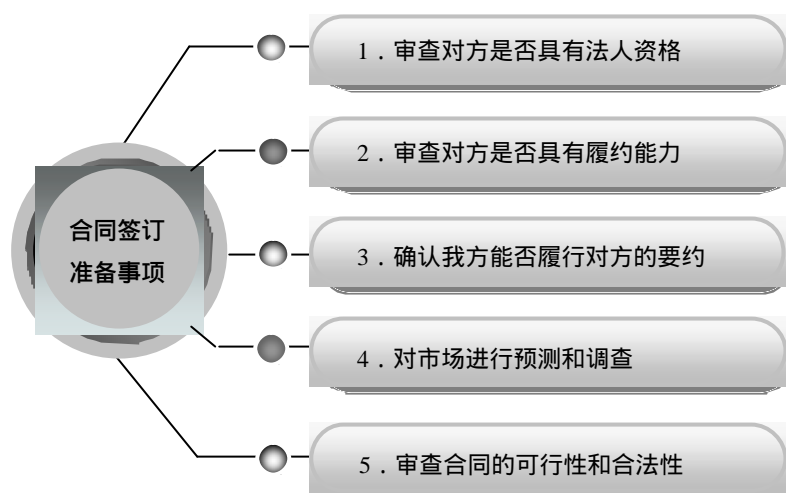 合同签订
准备事项
1．审查对方是否具有法人资格
2．审查对方是否具有履约能力
3．确认我方能否履行对方的要约
4．对市场进行预测和调查
5．审查合同的可行性和合法性